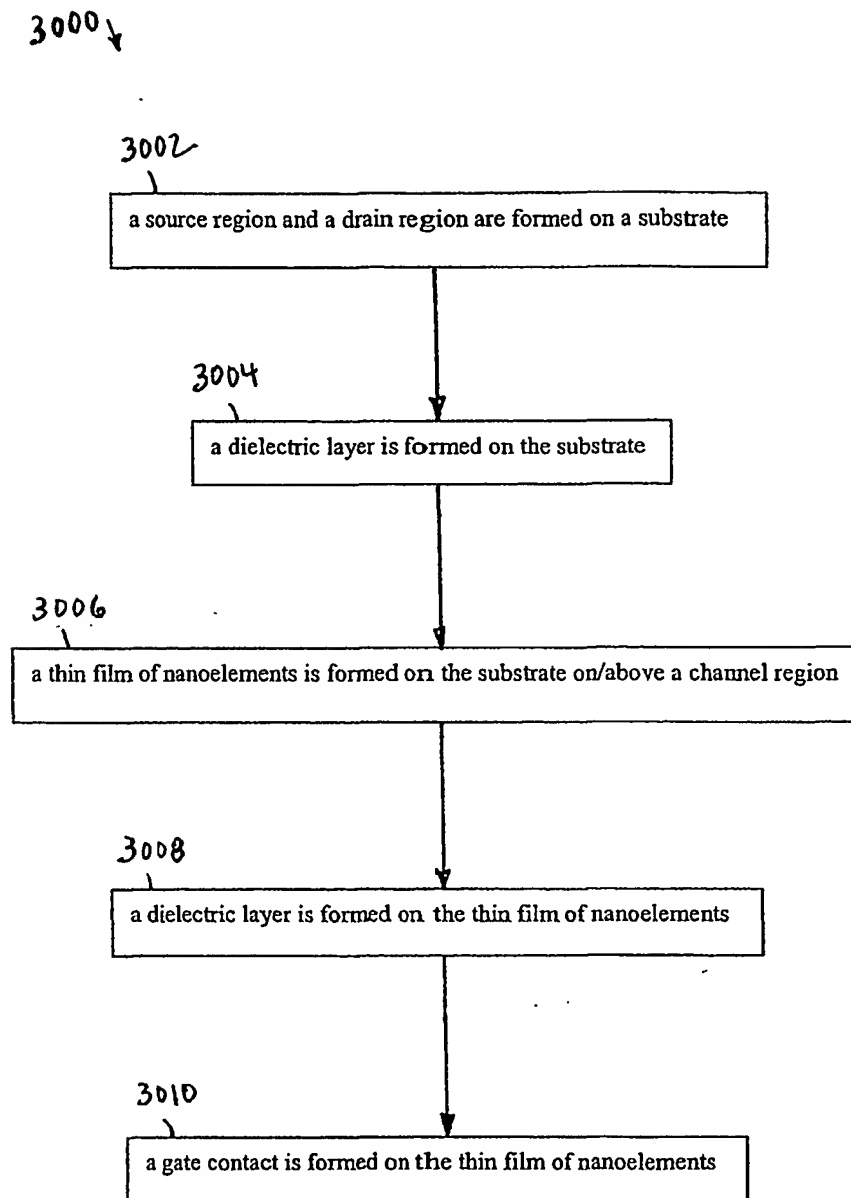 3000
3002
a source region and a drain region are formed on a substrate
3004
a dielectric layer is formed on the substrate
3006
a thin film of nanoelements is formed on the substrate on/above a channel region
3008
a dielectric layer is formed on the thin film of nanoelements
3010
a gate contact is formed on the thin film of nanoelements